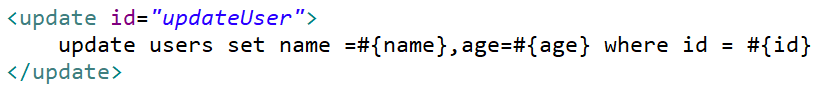 <update id="updateUser">
    update users set name =#{name},age=#{age} where id = #{id}
</update>